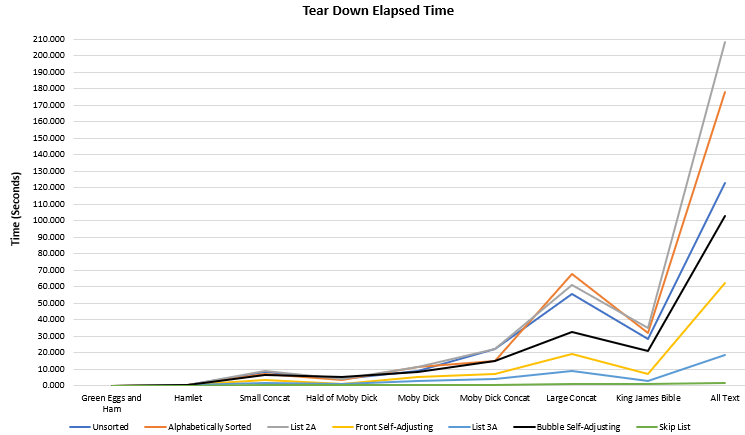 Tear Down Elapsed Time
210.000
200.000
190.000
180.000
170.000
160.000
150.000
140.000
130.000
120.000
110.000
100.000
90.000
80.000
70.000
60.000
50.000
40.000
30.000
20.000
10.000
0.000
Time (Seconds)
Green Eggs and Ham
Hamlet
Small Concat
Hald of Moby Dick
Moby Dick
Moby Dick Concat
Large Concat
King James Bible
All Text
Unsorted
Alphabetically Sorted
List 2A
Front Self-Adjusting
List 3A
Bubble Self-Adjusting
Skip List